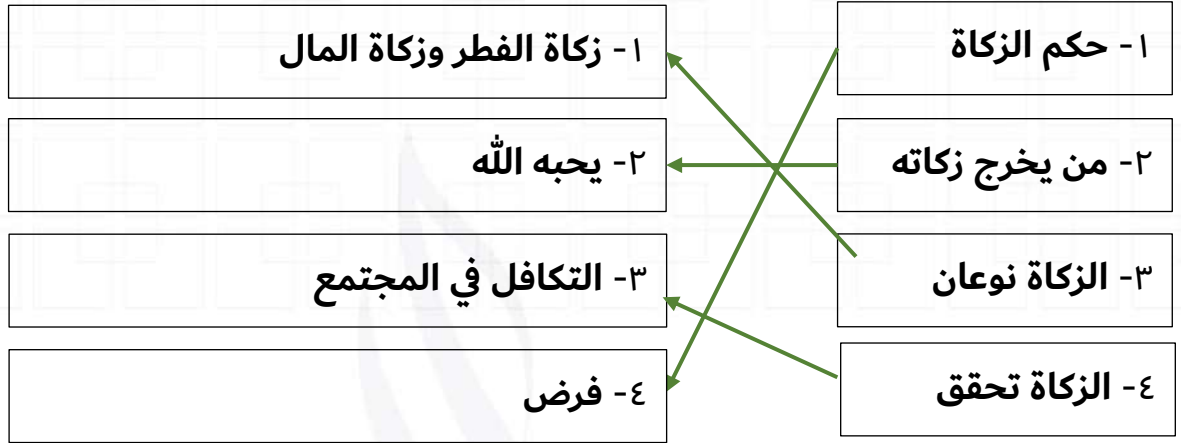 ١- حكم الزكاة
١- زكاة الفطر وزكاة المال
٢- من يخرج زكاته
٢- يحبه الله
٣- الزكاة نوعان
٣- التكافل في المجتمع
٤- الزكاة تحقق
٤- فرض